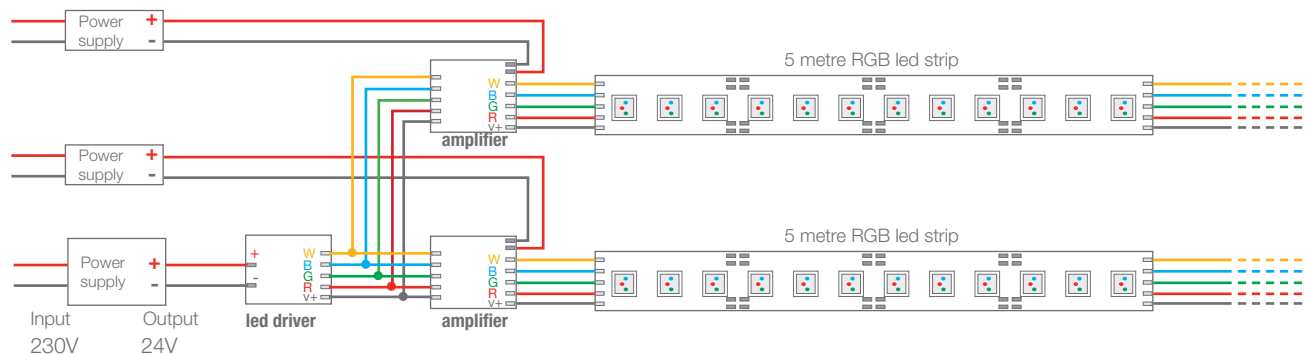 Power +
supply -
5 metre RGB led strip
W
B
G
R
v+
amplifier
Power +
supply -
5 metre RGB led strip
Power +
supply -
+
-
W
B
G
R
v+
led driver
W
B
G
R
v+
amplifier
Input Output
230V 24V